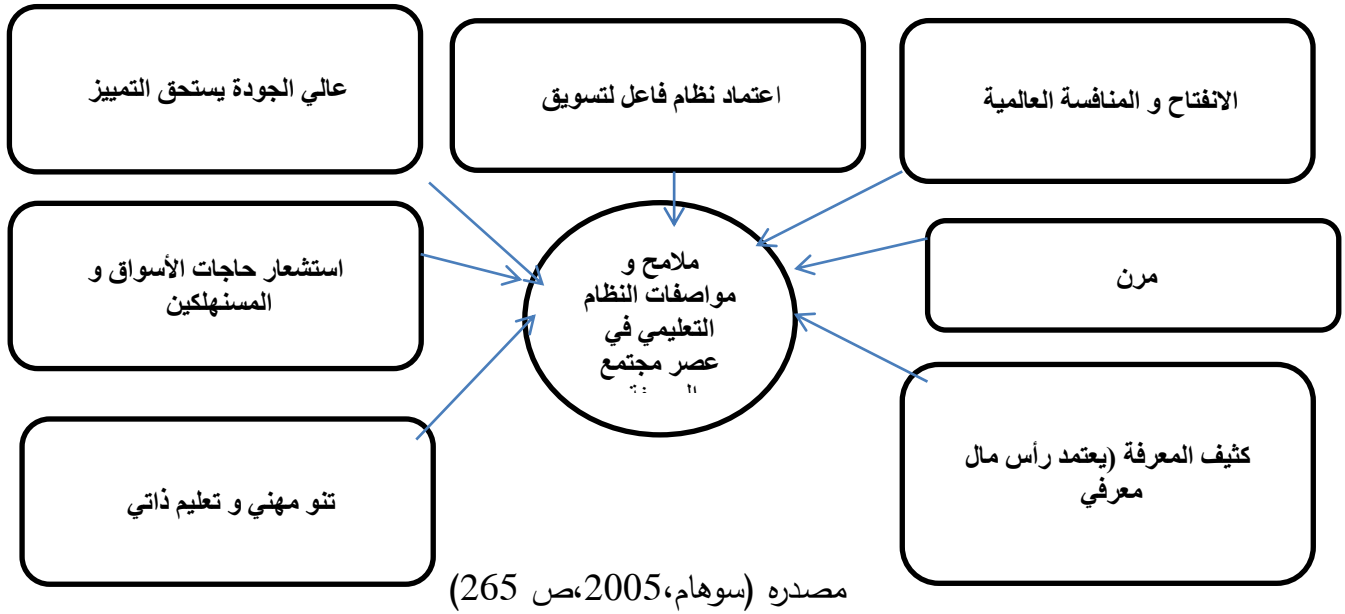 الانفتاح و المنافسة العالمية
اعتماد نظام فاعل لتسويق
عالي الجودة يستحق التمييز
مرن
ملامح و
مواصفات النظام
التعليمي في
عصر مجتمع
استشعار حاجات الأسواق و
المسنهلكين
كثيف المعرفة (يعتمد رأس مال
معرفي
تنو مهني و تعليم ذاتي
مصدره (سوهام،2005،ص 265)